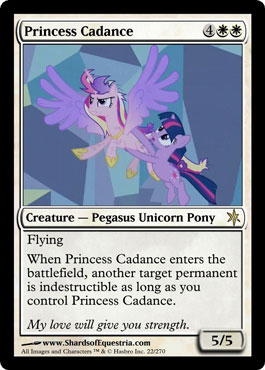 Princess Cadance 4
Creature — Pegasus Unicorn Pony
Flying
When Princess Cadance enters the
battlefield, another target permanent
is indestructible as long as you
control Princess Cadance.
My love will give you strength.
www.ShardsofEquestria.com
All Images and Characters ™ & © Hasbro Inc. 22/270
5/5